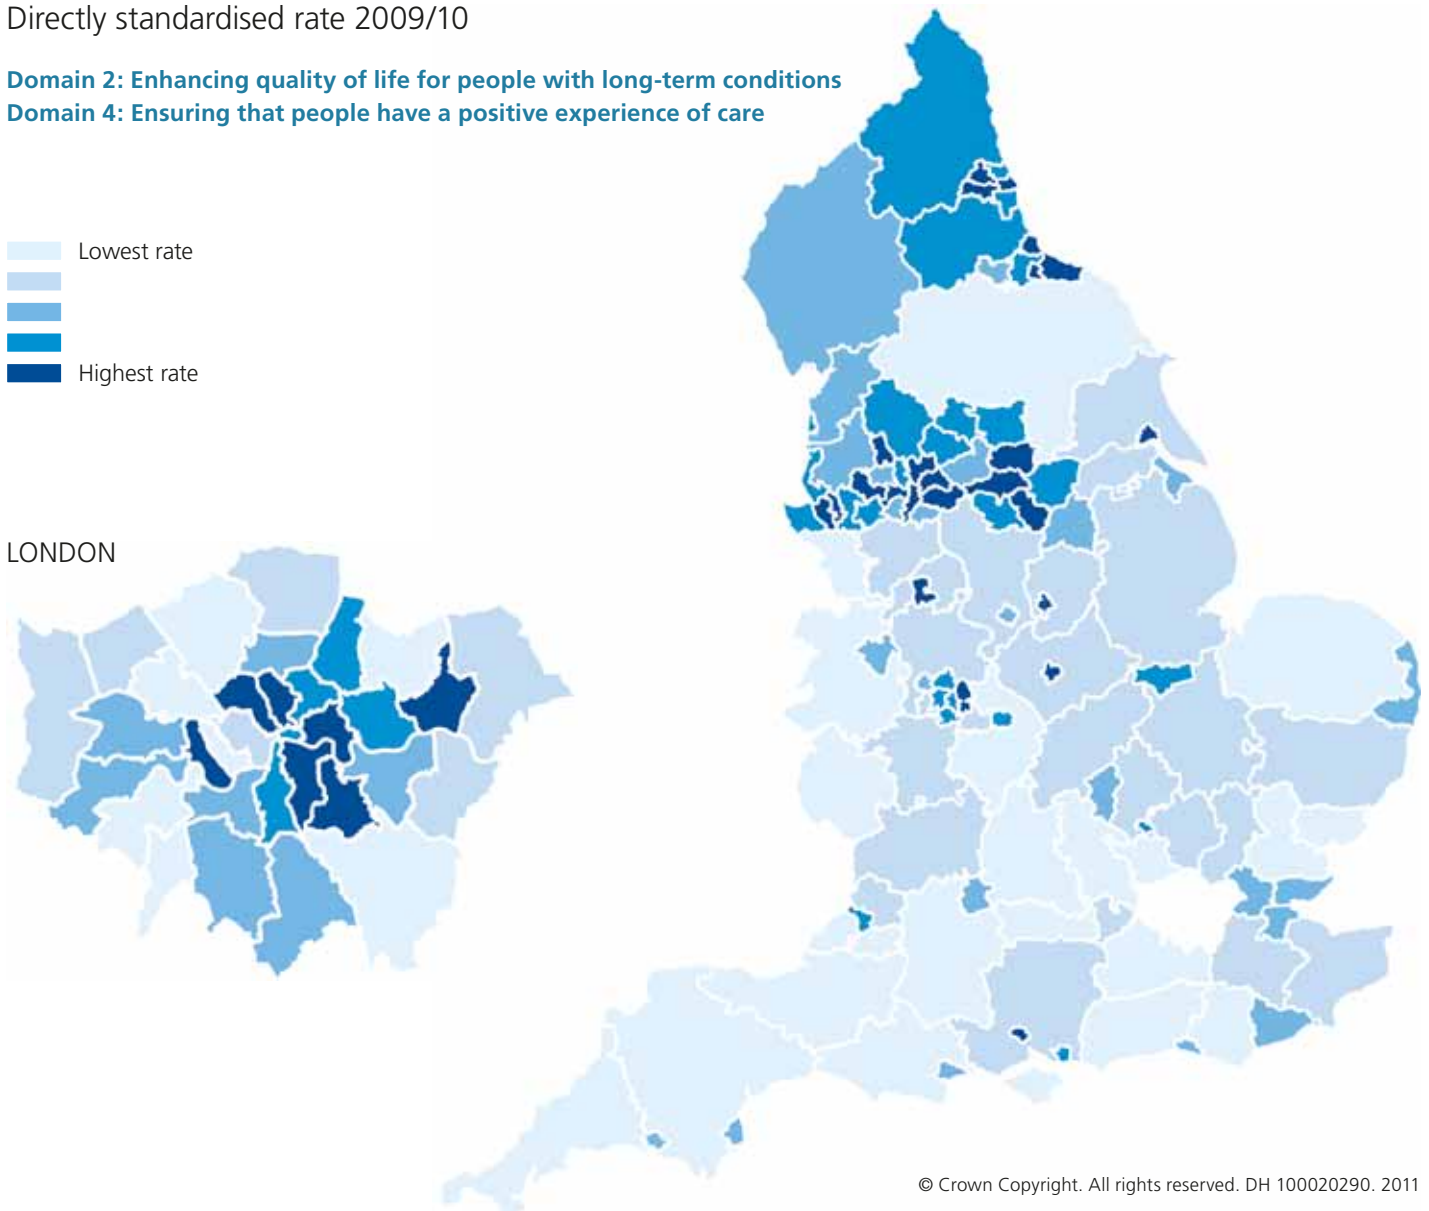 Directly standardised rate 2009/10
Domain 2: Enhancing quality of life for people with long-term conditions
Domain 4: Ensuring that people have a positive experience of care
Lowest rate
Highest rate
LONDON
© Crown Copyright. All rights reserved. DH 100020290. 2011